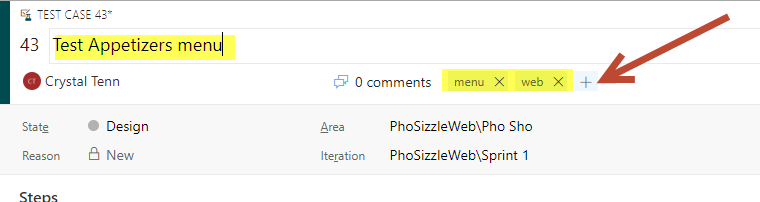 TEST CASE 43*
43 Test Appetizers menu
CT Crystal Tenn 0 comments menu web
State Design Area PhoSizzleWeb\Pho Sho
Reason New Iteration PhoSizzleWeb\Sprint 1
Steps